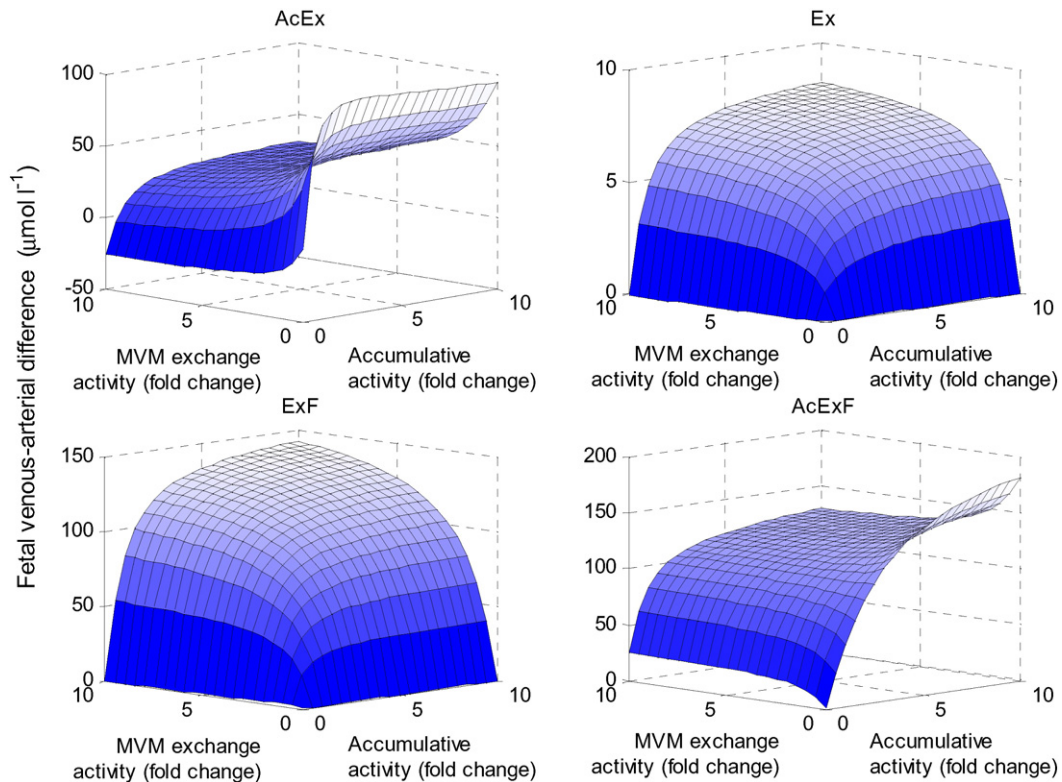 AcEx
Ex
Fetal venous-arterial difference (μmol l⁻¹)
100
50
0
-50
10
5
0
0
5
10
MVM exchange
activity (fold change)
Accumulative
activity (fold change)
10
5
0
10
5
0
0
5
10
MVM exchange
activity (fold change)
Accumulative
activity (fold change)
ExF
AcExF
150
100
50
0
10
5
0
0
5
10
MVM exchange
activity (fold change)
Accumulative
activity (fold change)
200
150
100
50
0
10
5
0
0
5
10
MVM exchange
activity (fold change)
Accumulative
activity (fold change)